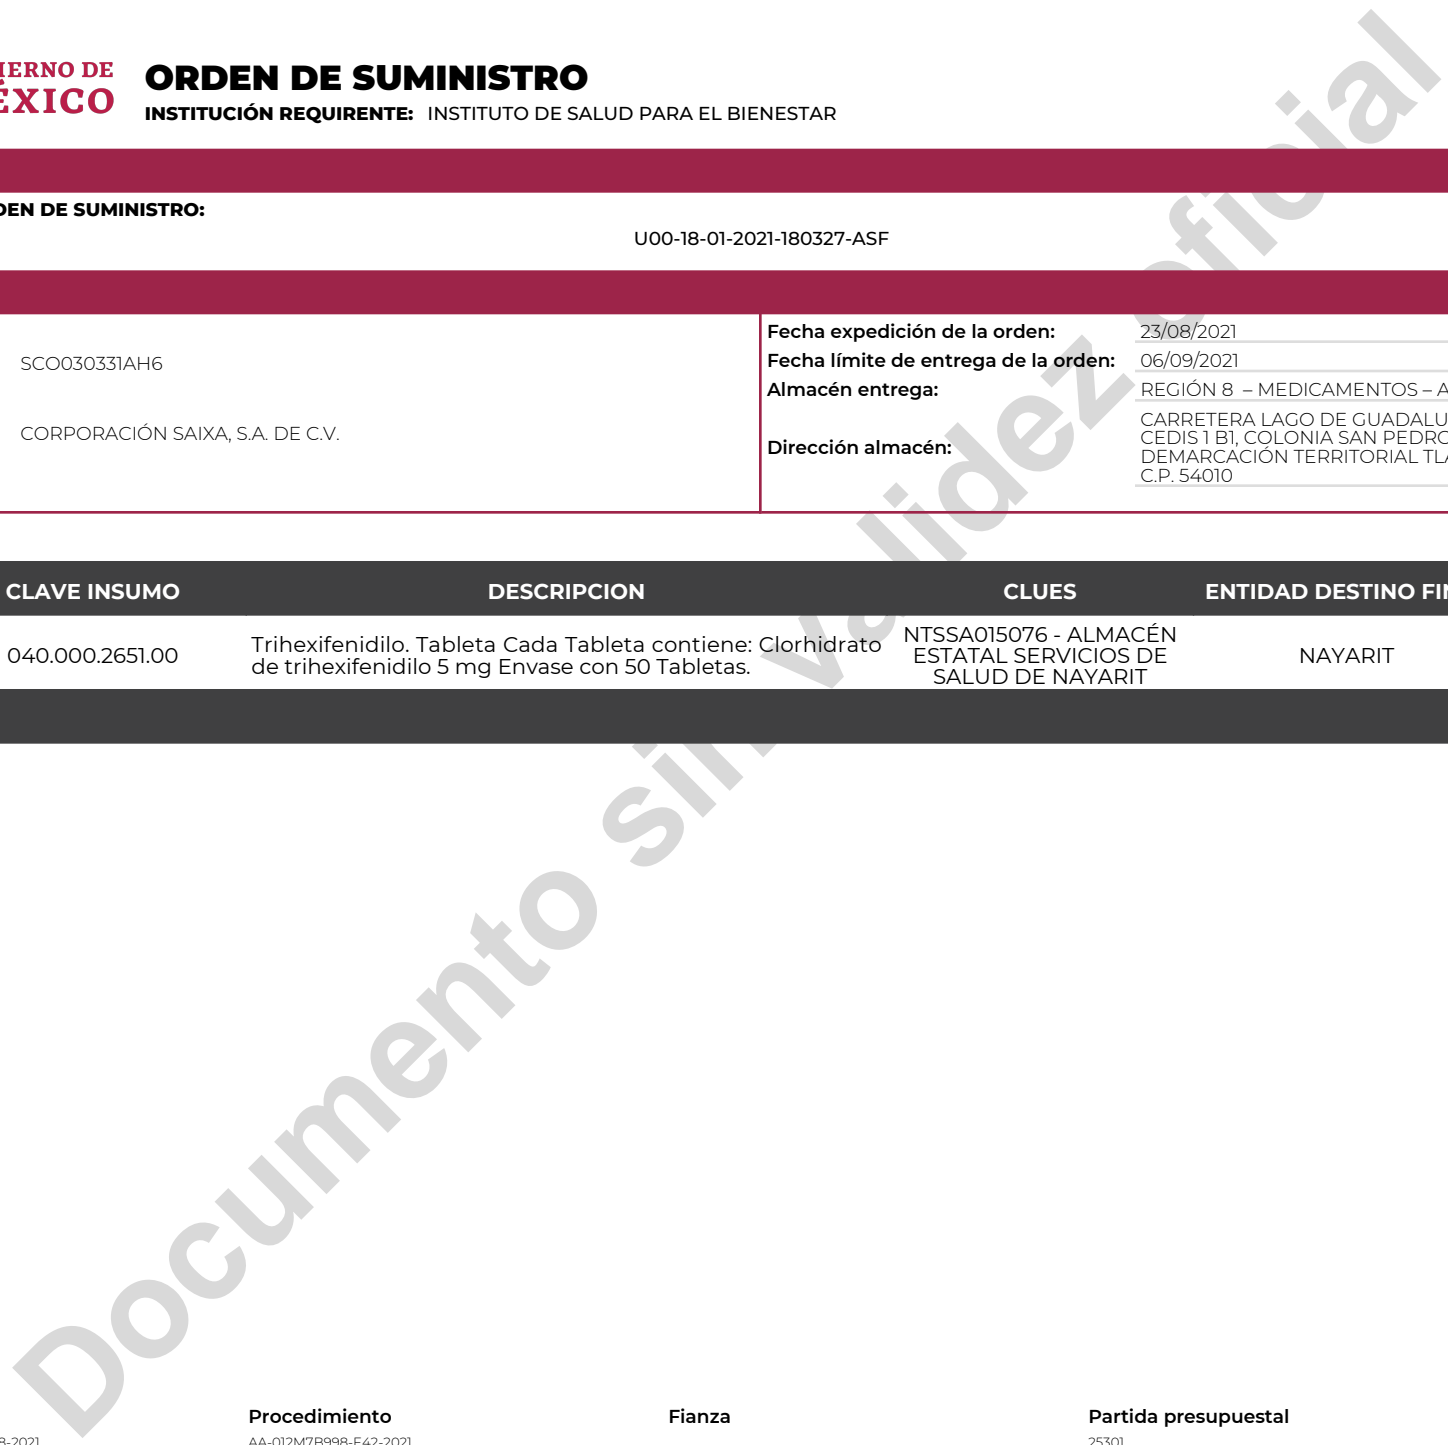 IERNO DE
ÉXICO
ORDEN DE SUMINISTRO
INSTITUCIÓN REQUIRENTE: INSTITUTO DE SALUD PARA EL BIENESTAR
DEN DE SUMINISTRO:
U00-18-01-2021-180327-ASF
SCO030331AH6
CORPORACIÓN SAIXA, S.A. DE C.V.
Fecha expedición de la orden: 23/08/2021
Fecha límite de entrega de la orden: 06/09/2021
Almacén entrega: REGIÓN 8 – MEDICAMENTOS – A
Dirección almacén:
CARRETERA LAGO DE GUADALU
CEDIS 1 B1, COLONIA SAN PEDRO
DEMARCACIÓN TERRITORIAL TLA
C.P. 54010
CLAVE INSUMO DESCRIPCION CLUES ENTIDAD DESTINO FIN
040.000.2651.00
Trihexifenidilo. Tableta Cada Tableta contiene: Clorhidrato
de trihexifenidilo 5 mg Envase con 50 Tabletas.
NTSSA015076 - ALMACÉN
ESTATAL SERVICIOS DE
SALUD DE NAYARIT
NAYARIT
Documento sin validez oficial
Procedimiento Fianza Partida presupuestal
8-2021 AA-012M7B998-E42-2021 25301